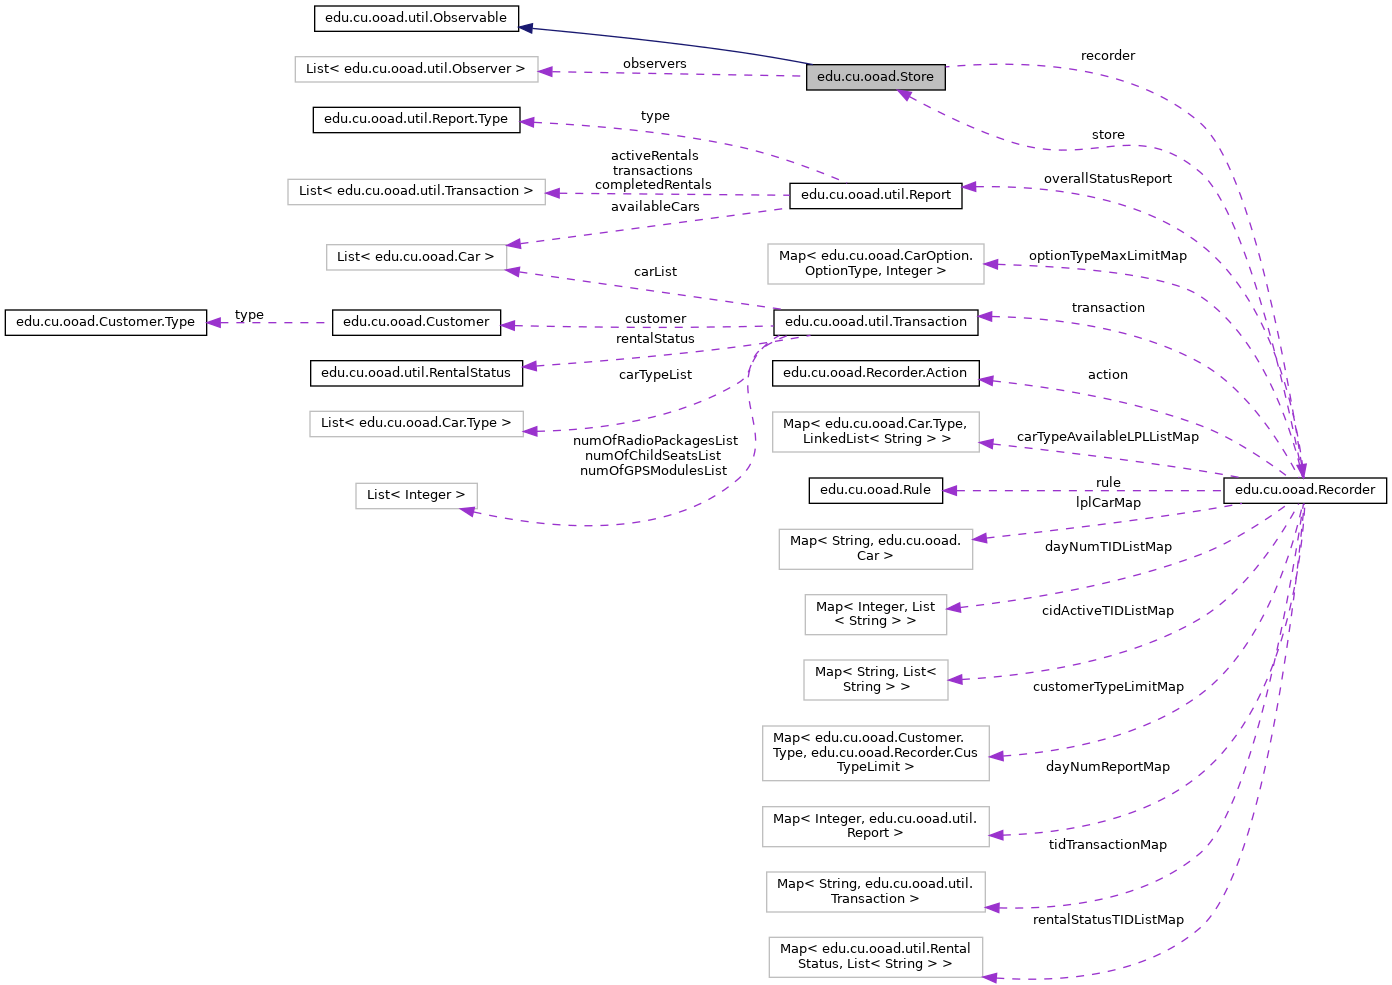 edu.cu.ooad.util.Observable
recorder
List< edu.cu.ooad.util.Observer >
observers
edu.cu.ooad.Store
edu.cu.ooad.util.Report.Type
type
store
activeRentals
transactions
completedRentals
List< edu.cu.ooad.util.Transaction >
availableCars
edu.cu.ooad.util.Report
overallStatusReport
List< edu.cu.ooad.Car >
carList
Map< edu.cu.ooad.CarOption.
OptionType, Integer >
optionTypeMaxLimitMap
edu.cu.ooad.Customer.Type
type
edu.cu.ooad.Customer
customer
edu.cu.ooad.util.Transaction
transaction
rentalStatus
edu.cu.ooad.util.RentalStatus
carTypeList
edu.cu.ooad.Recorder.Action
action
List< edu.cu.ooad.Car.Type >
Map< edu.cu.ooad.Car.Type,
LinkedList< String > >
carTypeAvailableLPLListMap
numOfRadioPackagesList
numOfChildSeatsList
numOfGPSModulesList
List< Integer >
edu.cu.ooad.Rule
rule
edu.cu.ooad.Recorder
lplCarMap
Map< String, edu.cu.ooad.
Car >
dayNumTIDListMap
Map< Integer, List
< String > >
cidActiveTIDListMap
Map< String, List<
String > >
customerTypeLimitMap
Map< edu.cu.ooad.Customer.
Type, edu.cu.ooad.Recorder.Cus
TypeLimit >
dayNumReportMap
Map< Integer, edu.cu.ooad.util.
Report >
tidTransactionMap
Map< String, edu.cu.ooad.util.
Transaction >
rentalStatusTIDListMap
Map< edu.cu.ooad.util.Rental
Status, List< String > >